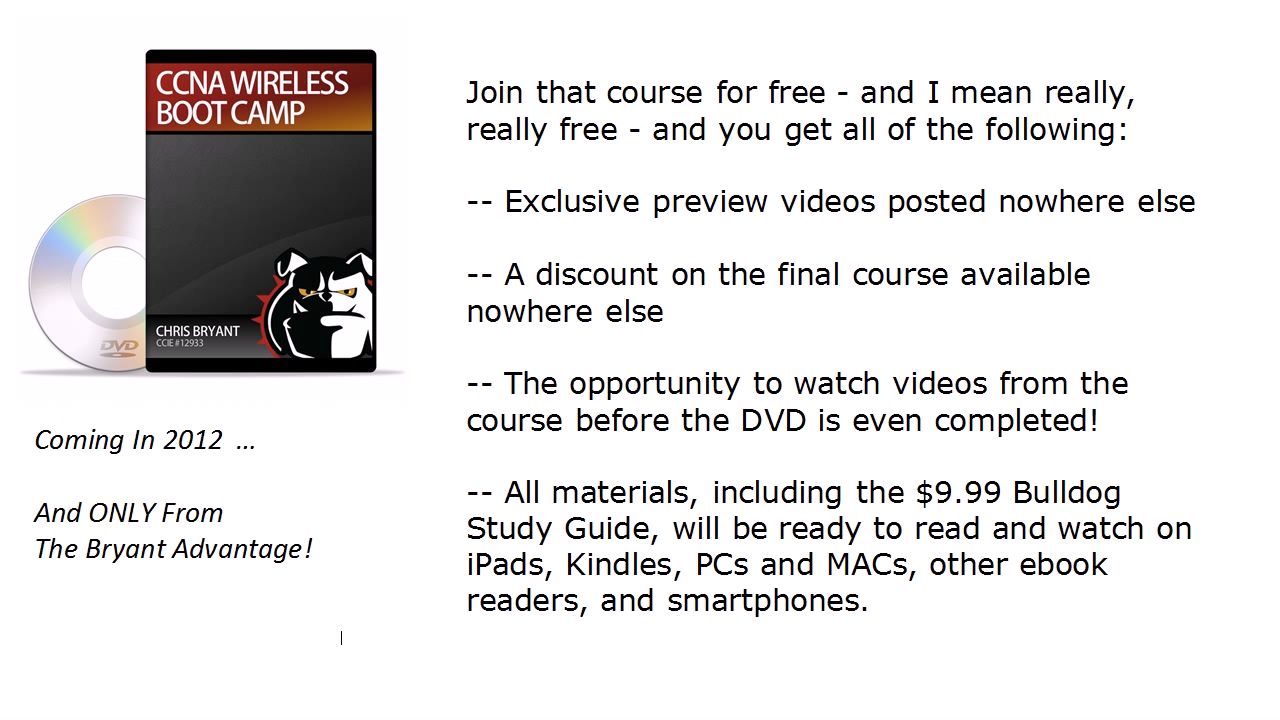 CCNA WIRELESS
BOOT CAMP
CHRIS BRYANT
CCIE #12933
DVD
Coming In 2012 ...
And ONLY From
The Bryant Advantage!
Join that course for free - and I mean really,
really free - and you get all of the following:
-- Exclusive preview videos posted nowhere else
-- A discount on the final course available
nowhere else
-- The opportunity to watch videos from the
course before the DVD is even completed!
-- All materials, including the $9.99 Bulldog
Study Guide, will be ready to read and watch on
iPads, Kindles, PCs and MACs, other ebook
readers, and smartphones.